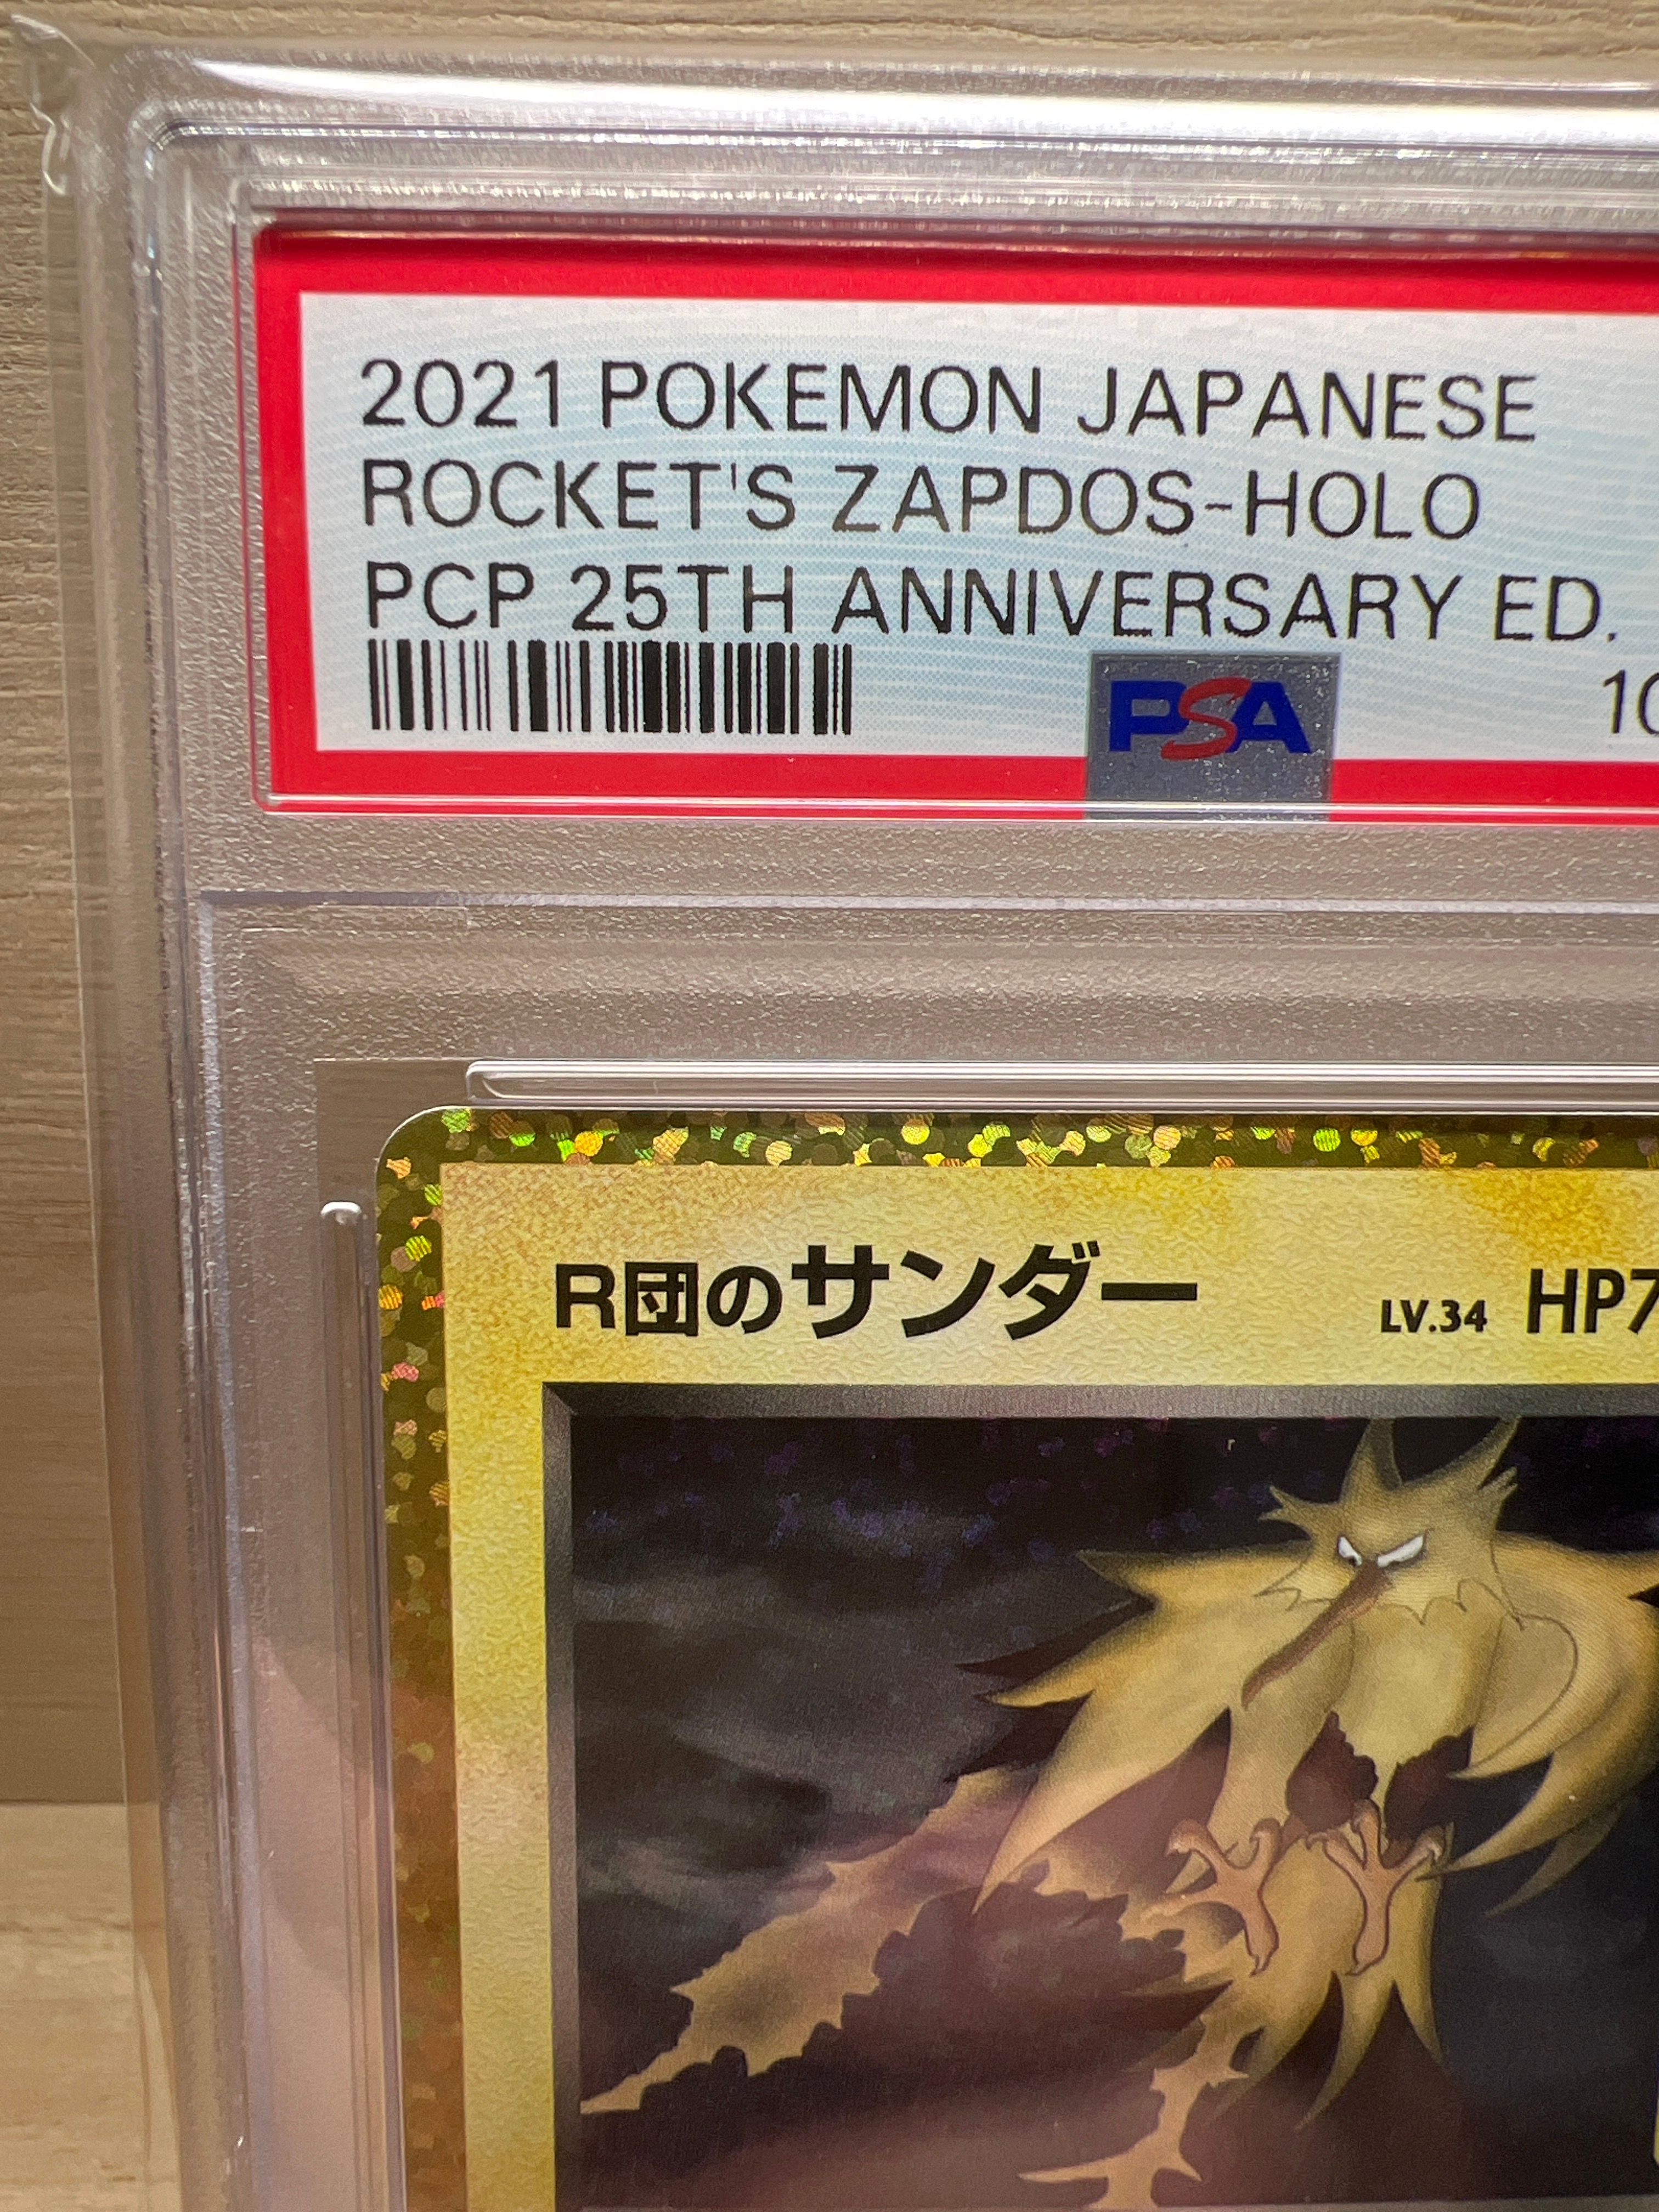 2021 POKEMON JAPANESE
ROCKET'S ZAPDOS-HOLO
PCP 25TH ANNIVERSARY ED.
PSA
R団のサンダー LV.34 HP7